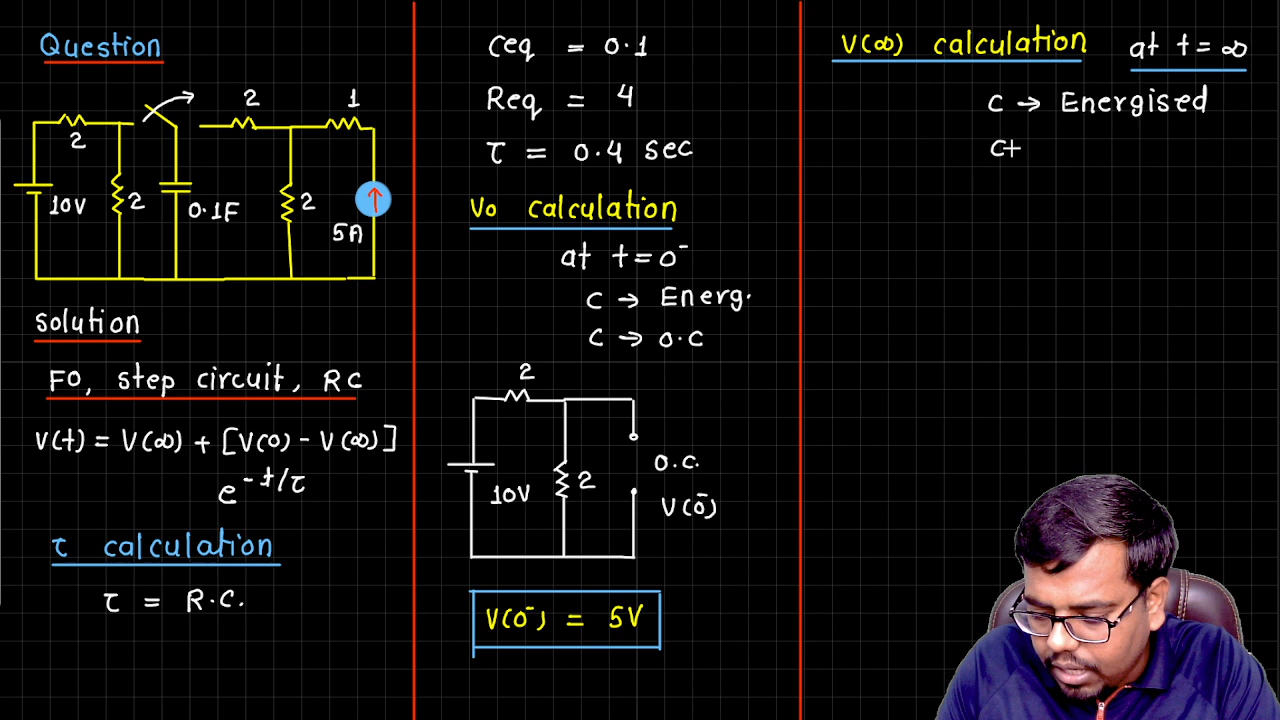 Question
2
1
2
10V
2
0.1F
2
5A
Solution
FO, step circuit, RC
V(t) = V(∞) + [V(0) - V(∞)]
e^-t/τ
τ calculation
τ = R.C.
Ceq = 0.1
Req = 4
τ = 0.4 sec
Vo calculation
at t=0⁻
C → Energ.
C → O.C
2
10V
2
O.C.
V(0⁻)
V(0⁻) = 5V
V(∞) calculation at t = ∞
C → Energised
C+